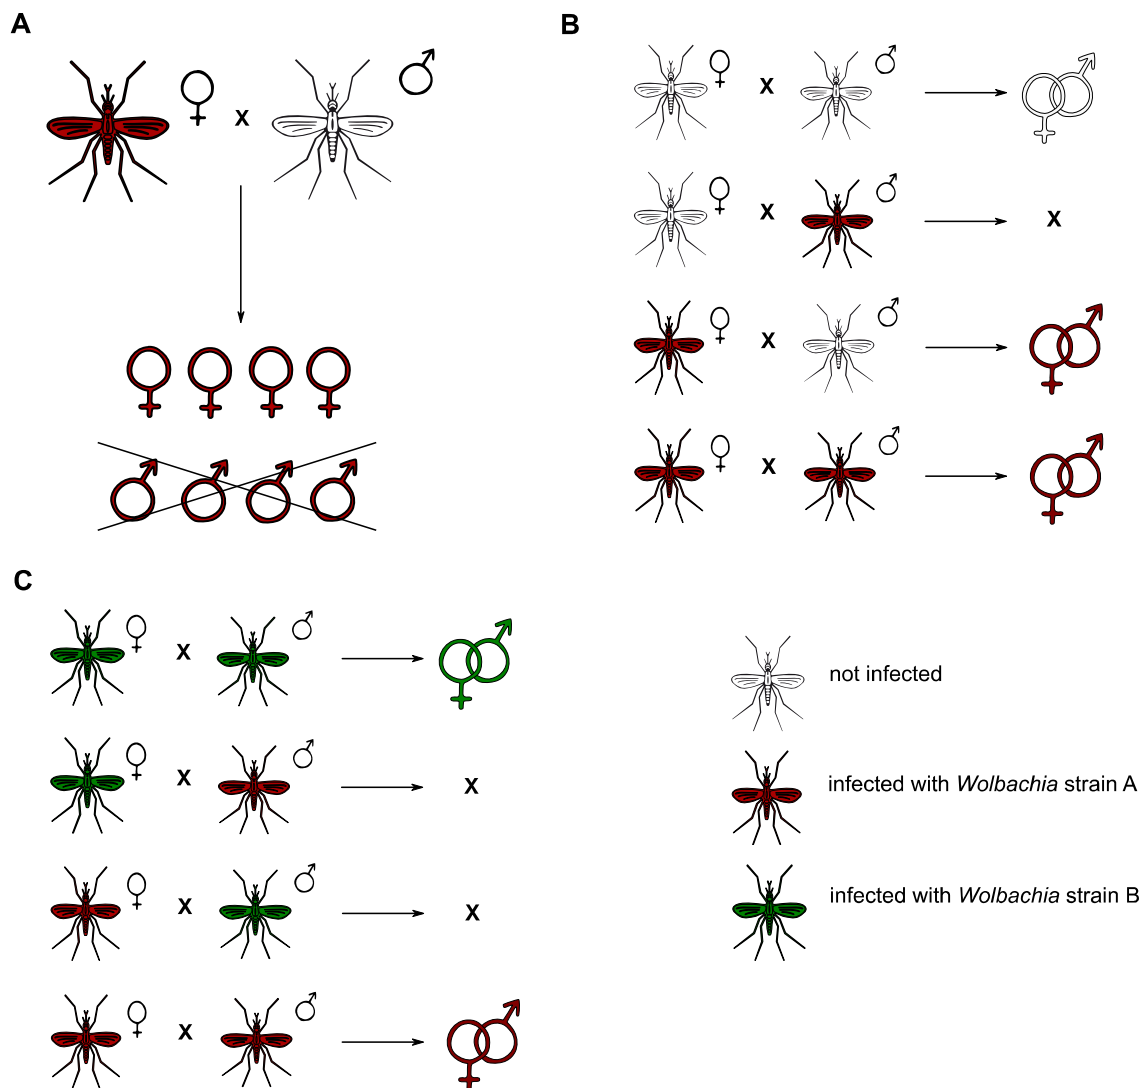 A
X
B
X
X
X
X
X
C
X
X
X
X
X
X
not infected
infected with Wolbachia strain A
infected with Wolbachia strain B